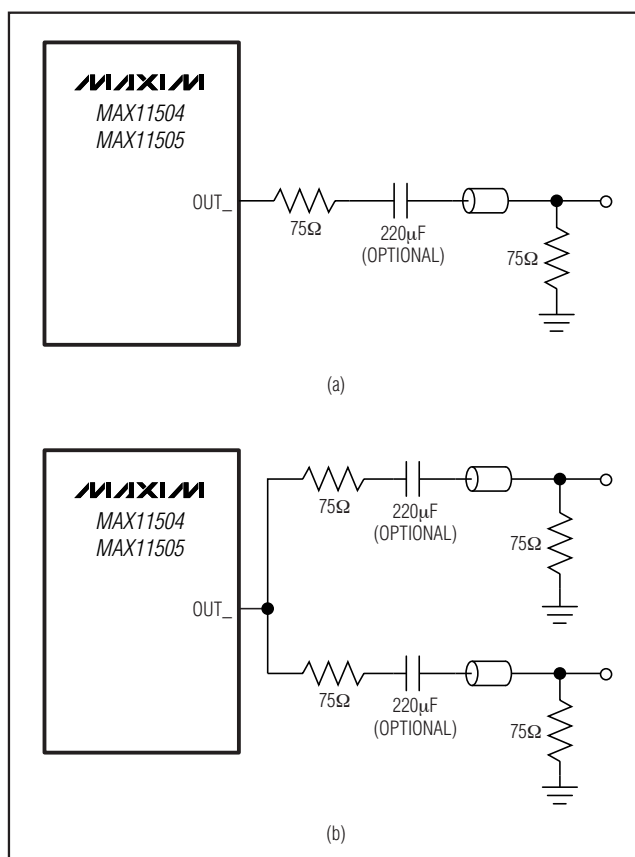 MAXIM
MAX11504
MAX11505
OUT_
75Ω
220µF
(OPTIONAL)
75Ω
(a)
MAXIM
MAX11504
MAX11505
OUT_
75Ω
220µF
(OPTIONAL)
75Ω
75Ω
220µF
(OPTIONAL)
75Ω
(b)